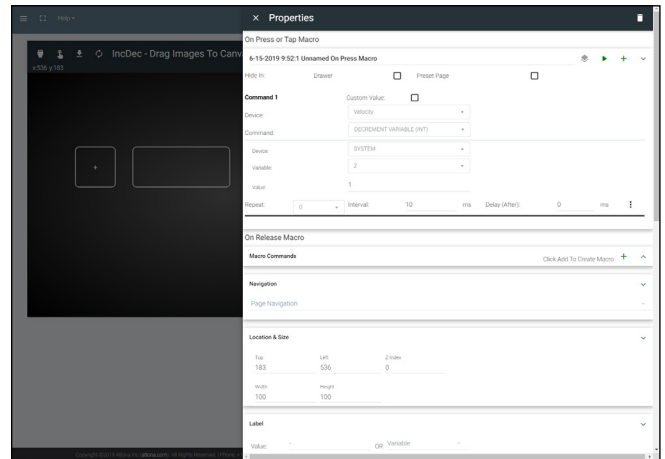 Help
× Properties
On Press or Tap Macro
IncDec - Drag Images To Canv
x:536 y:183
6-15-2019 9:52:1 Unnamed On Press Macro
Hide In: Drawer Preset Page
Command 1 Custom Value:
Device: Velocity
Command: DECREMENT VARIABLE (INT)
Device: SYSTEM
Variable: 2
+
Value: 1
Repeat: 0 Interval: 10 ms Delay (After): 0 ms
On Release Macro
Macro Commands Click Add To Create Macro +
Navigation
Page Navigation
Location & Size
Top Left Z Index
183 536 0
Width Height
100 100
Label
Value: - OR Variable -